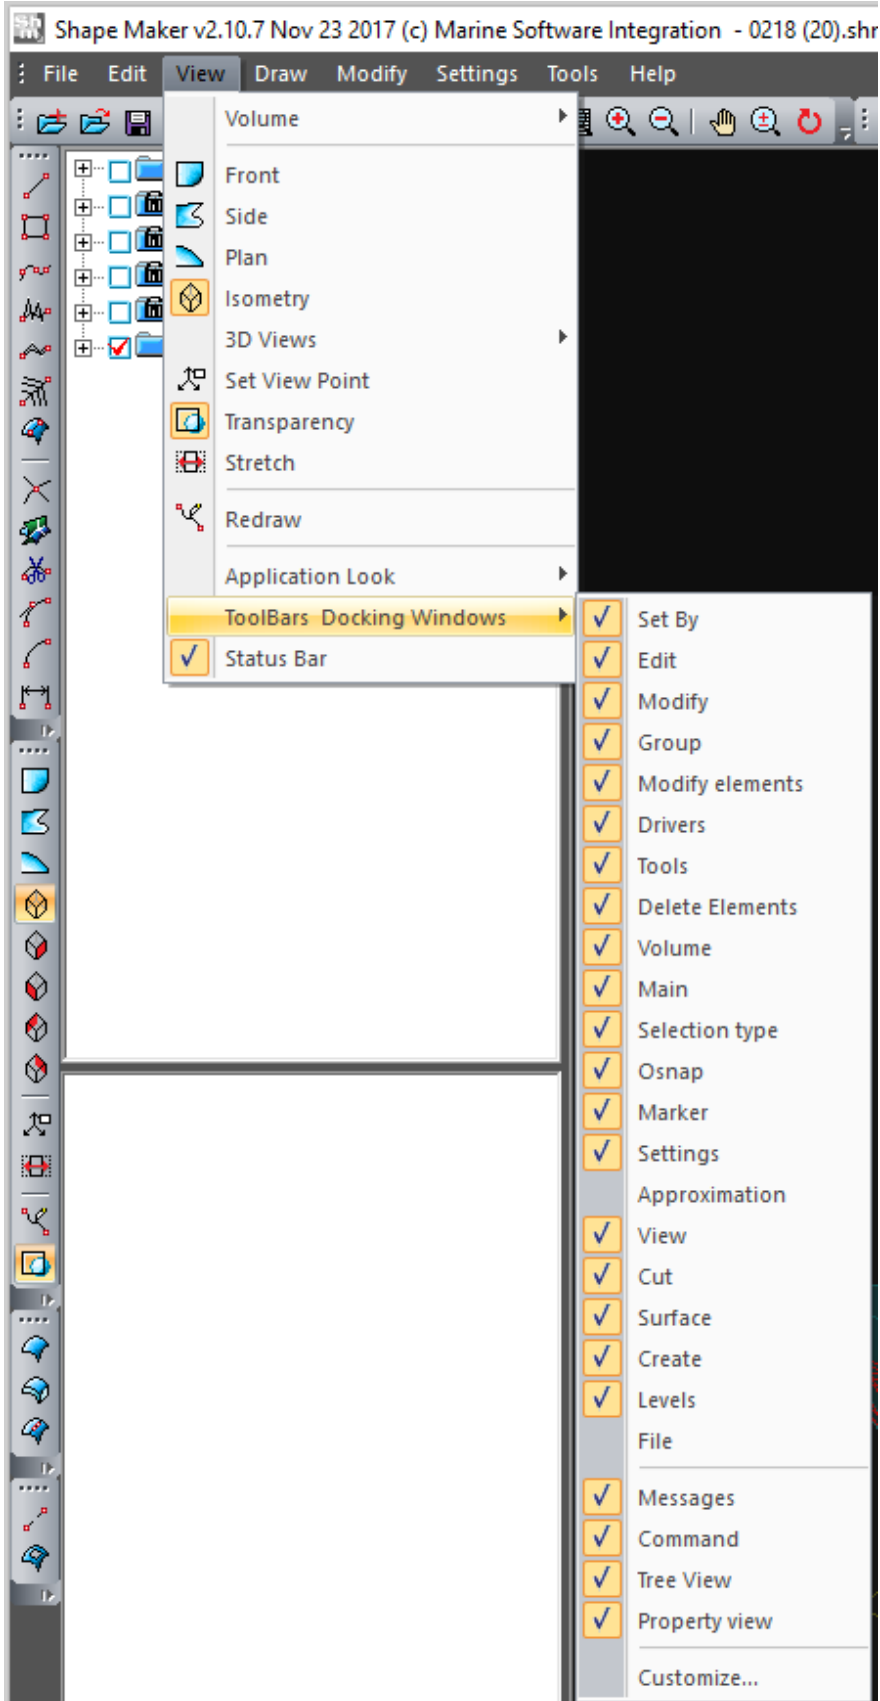 Shape Maker v2.10.7 Nov 23 2017 (c) Marine Software Integration - 0218 (20).shr
File Edit View Draw Modify Settings Tools Help
Volume
Front
Side
Plan
Isometry
3D Views
Set View Point
Transparency
Stretch
Redraw
Application Look
ToolBars Docking Windows
Status Bar
Set By
Edit
Modify
Group
Modify elements
Drivers
Tools
Delete Elements
Volume
Main
Selection type
Osnap
Marker
Settings
Approximation
View
Cut
Surface
Create
Levels
File
Messages
Command
Tree View
Property view
Customize...